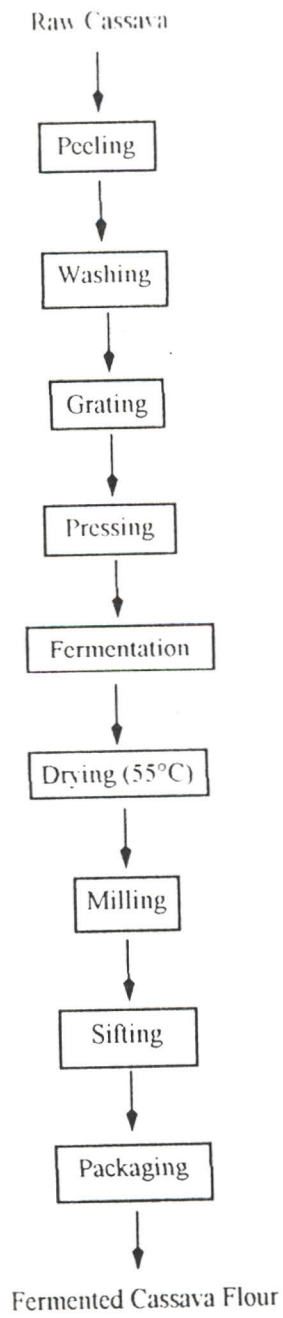 Raw Cassava
Peeling
Washing
Grating
Pressing
Fermentation
Drying (55°C)
Milling
Sifting
Packaging
Fermented Cassava Flour